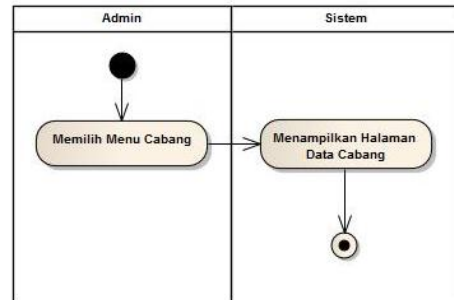 Admin
Sistem
Memilih Menu Cabang
Menampilkan Halaman
Data Cabang